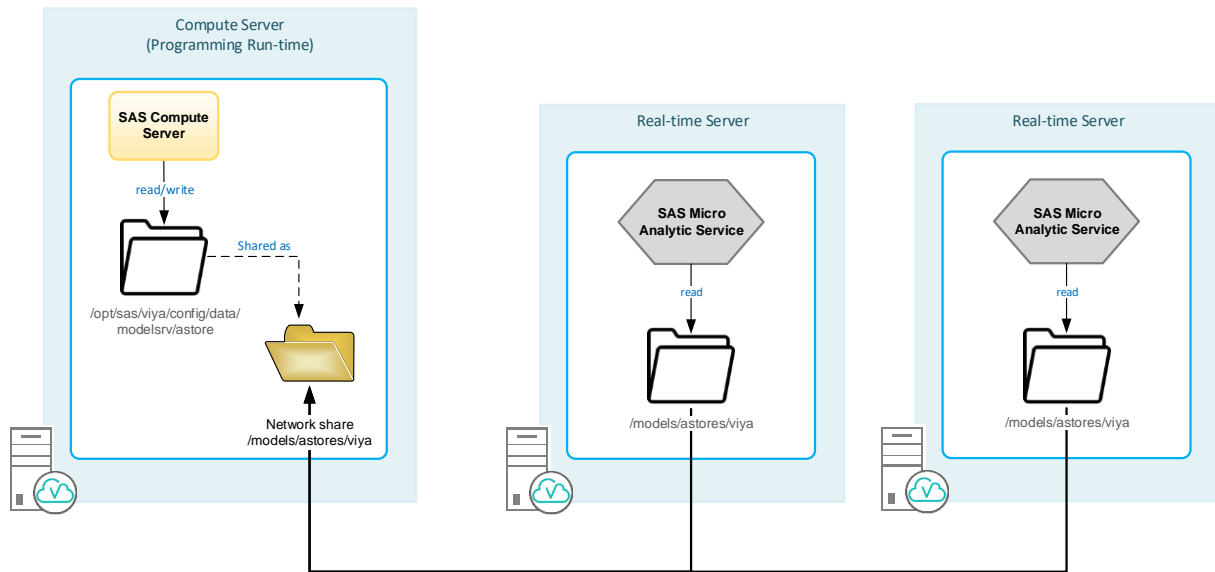 Compute Server
(Programming Run-time)
SAS Compute
Server
read/write
Shared as
/opt/sas/viya/config/data/
modelsrv/astore
Network share
/models/astores/viya
Real-time Server
SAS Micro
Analytic Service
read
/models/astores/viya
Real-time Server
SAS Micro
Analytic Service
read
/models/astores/viya
V
V
V